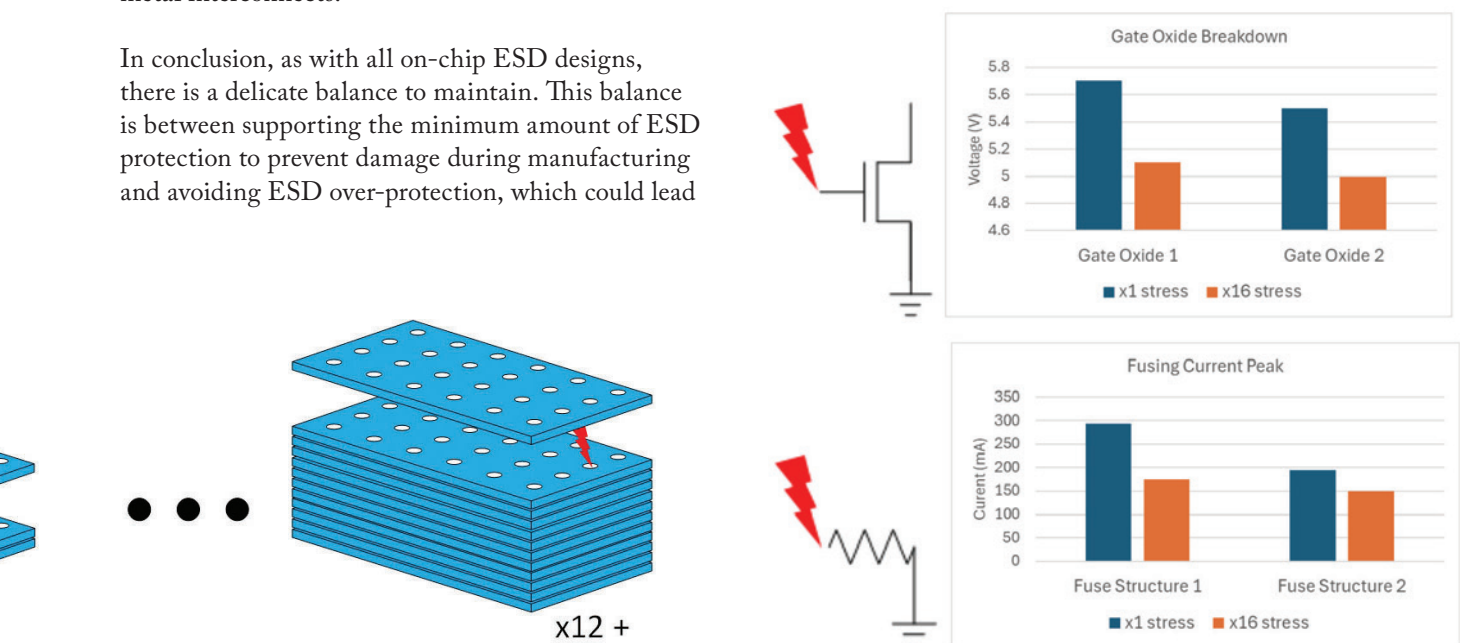 metal interconnects.
In conclusion, as with all on-chip ESD designs,
there is a delicate balance to maintain. This balance
is between supporting the minimum amount of ESD
protection to prevent damage during manufacturing
and avoiding ESD over-protection, which could lead
x12 +
Gate Oxide Breakdown
5.8
5.6
5.4
5.2
5
4.8
4.6
Voltage (V)
Gate Oxide 1 Gate Oxide 2
x1 stress x16 stress
Fusing Current Peak
350
300
250
200
150
100
50
0
Curent (mA)
Fuse Structure 1 Fuse Structure 2
x1 stress x16 stress